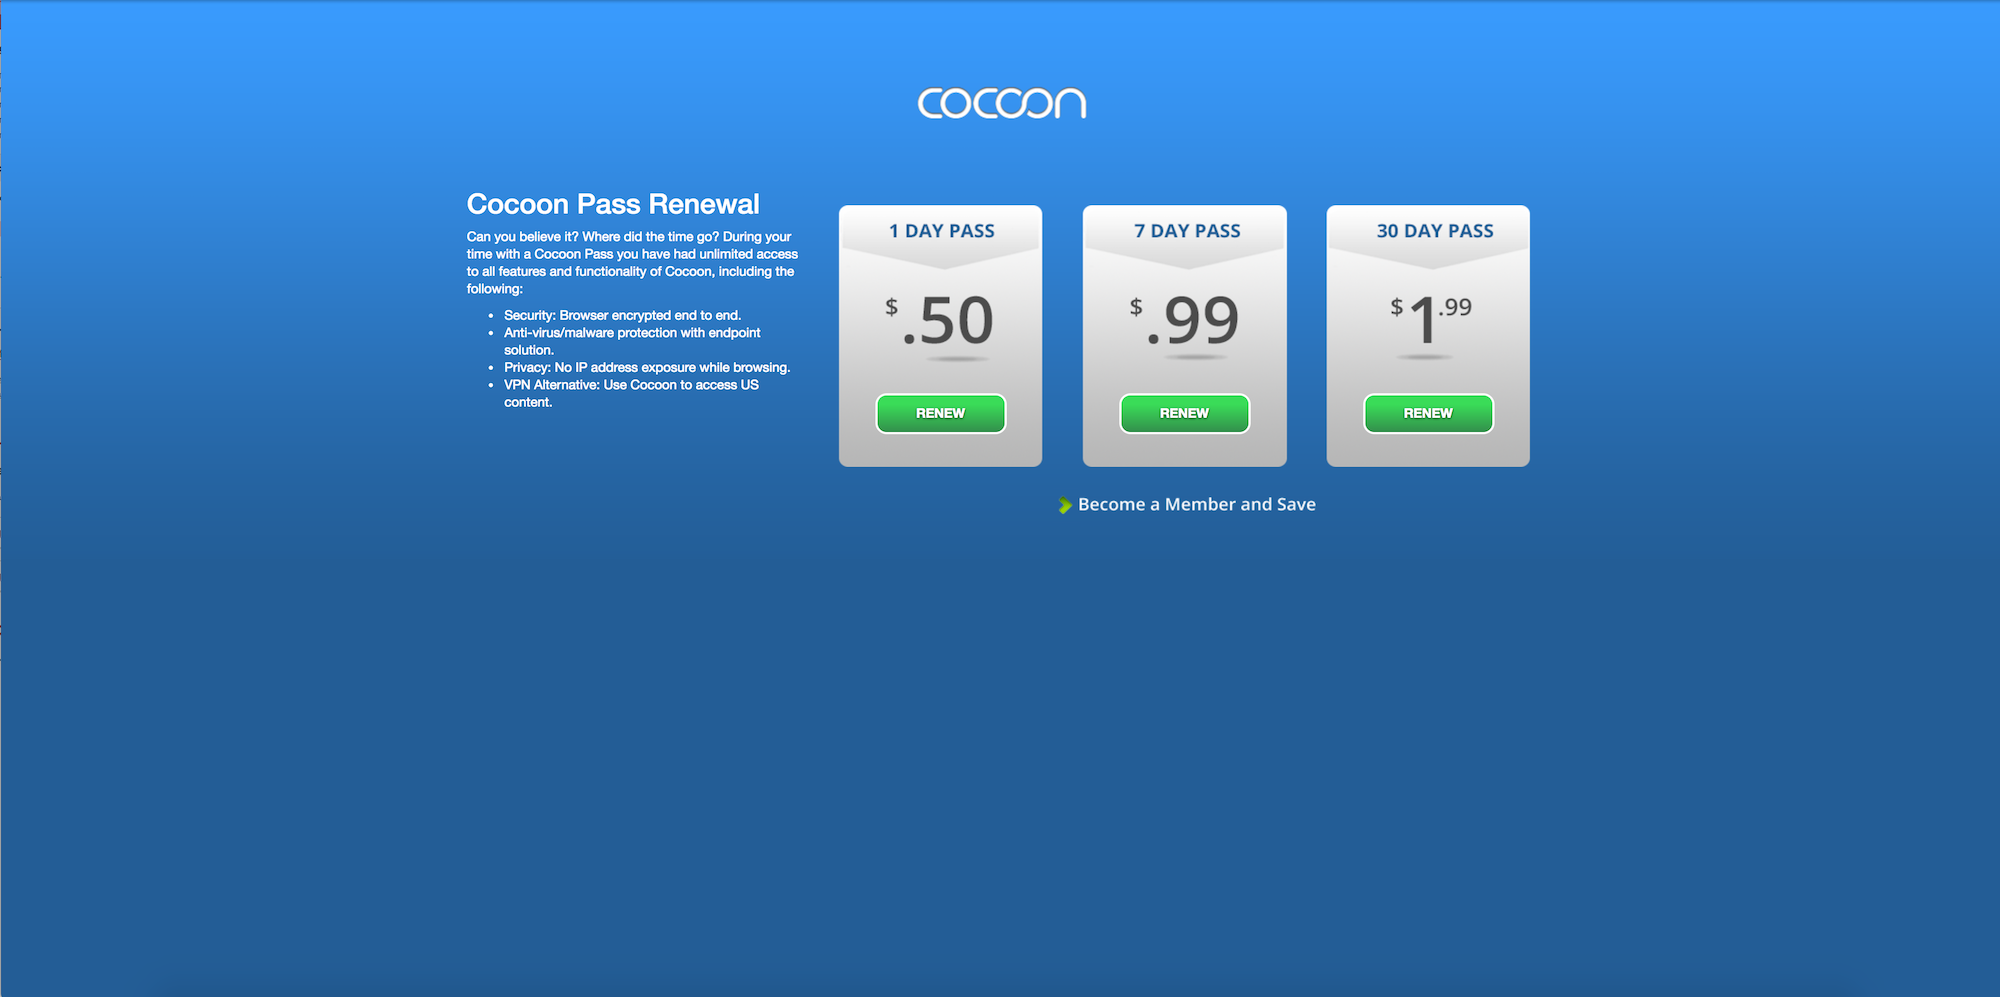 cocoon
Cocoon Pass Renewal
Can you believe it? Where did the time go? During your
time with a Cocoon Pass you have had unlimited access
to all features and functionality of Cocoon, including the
following:
• Security: Browser encrypted end to end.
• Anti-virus/malware protection with endpoint
solution.
• Privacy: No IP address exposure while browsing.
• VPN Alternative: Use Cocoon to access US
content.
1 DAY PASS
$.50
RENEW
7 DAY PASS
$.99
RENEW
30 DAY PASS
$1.99
RENEW
Become a Member and Save